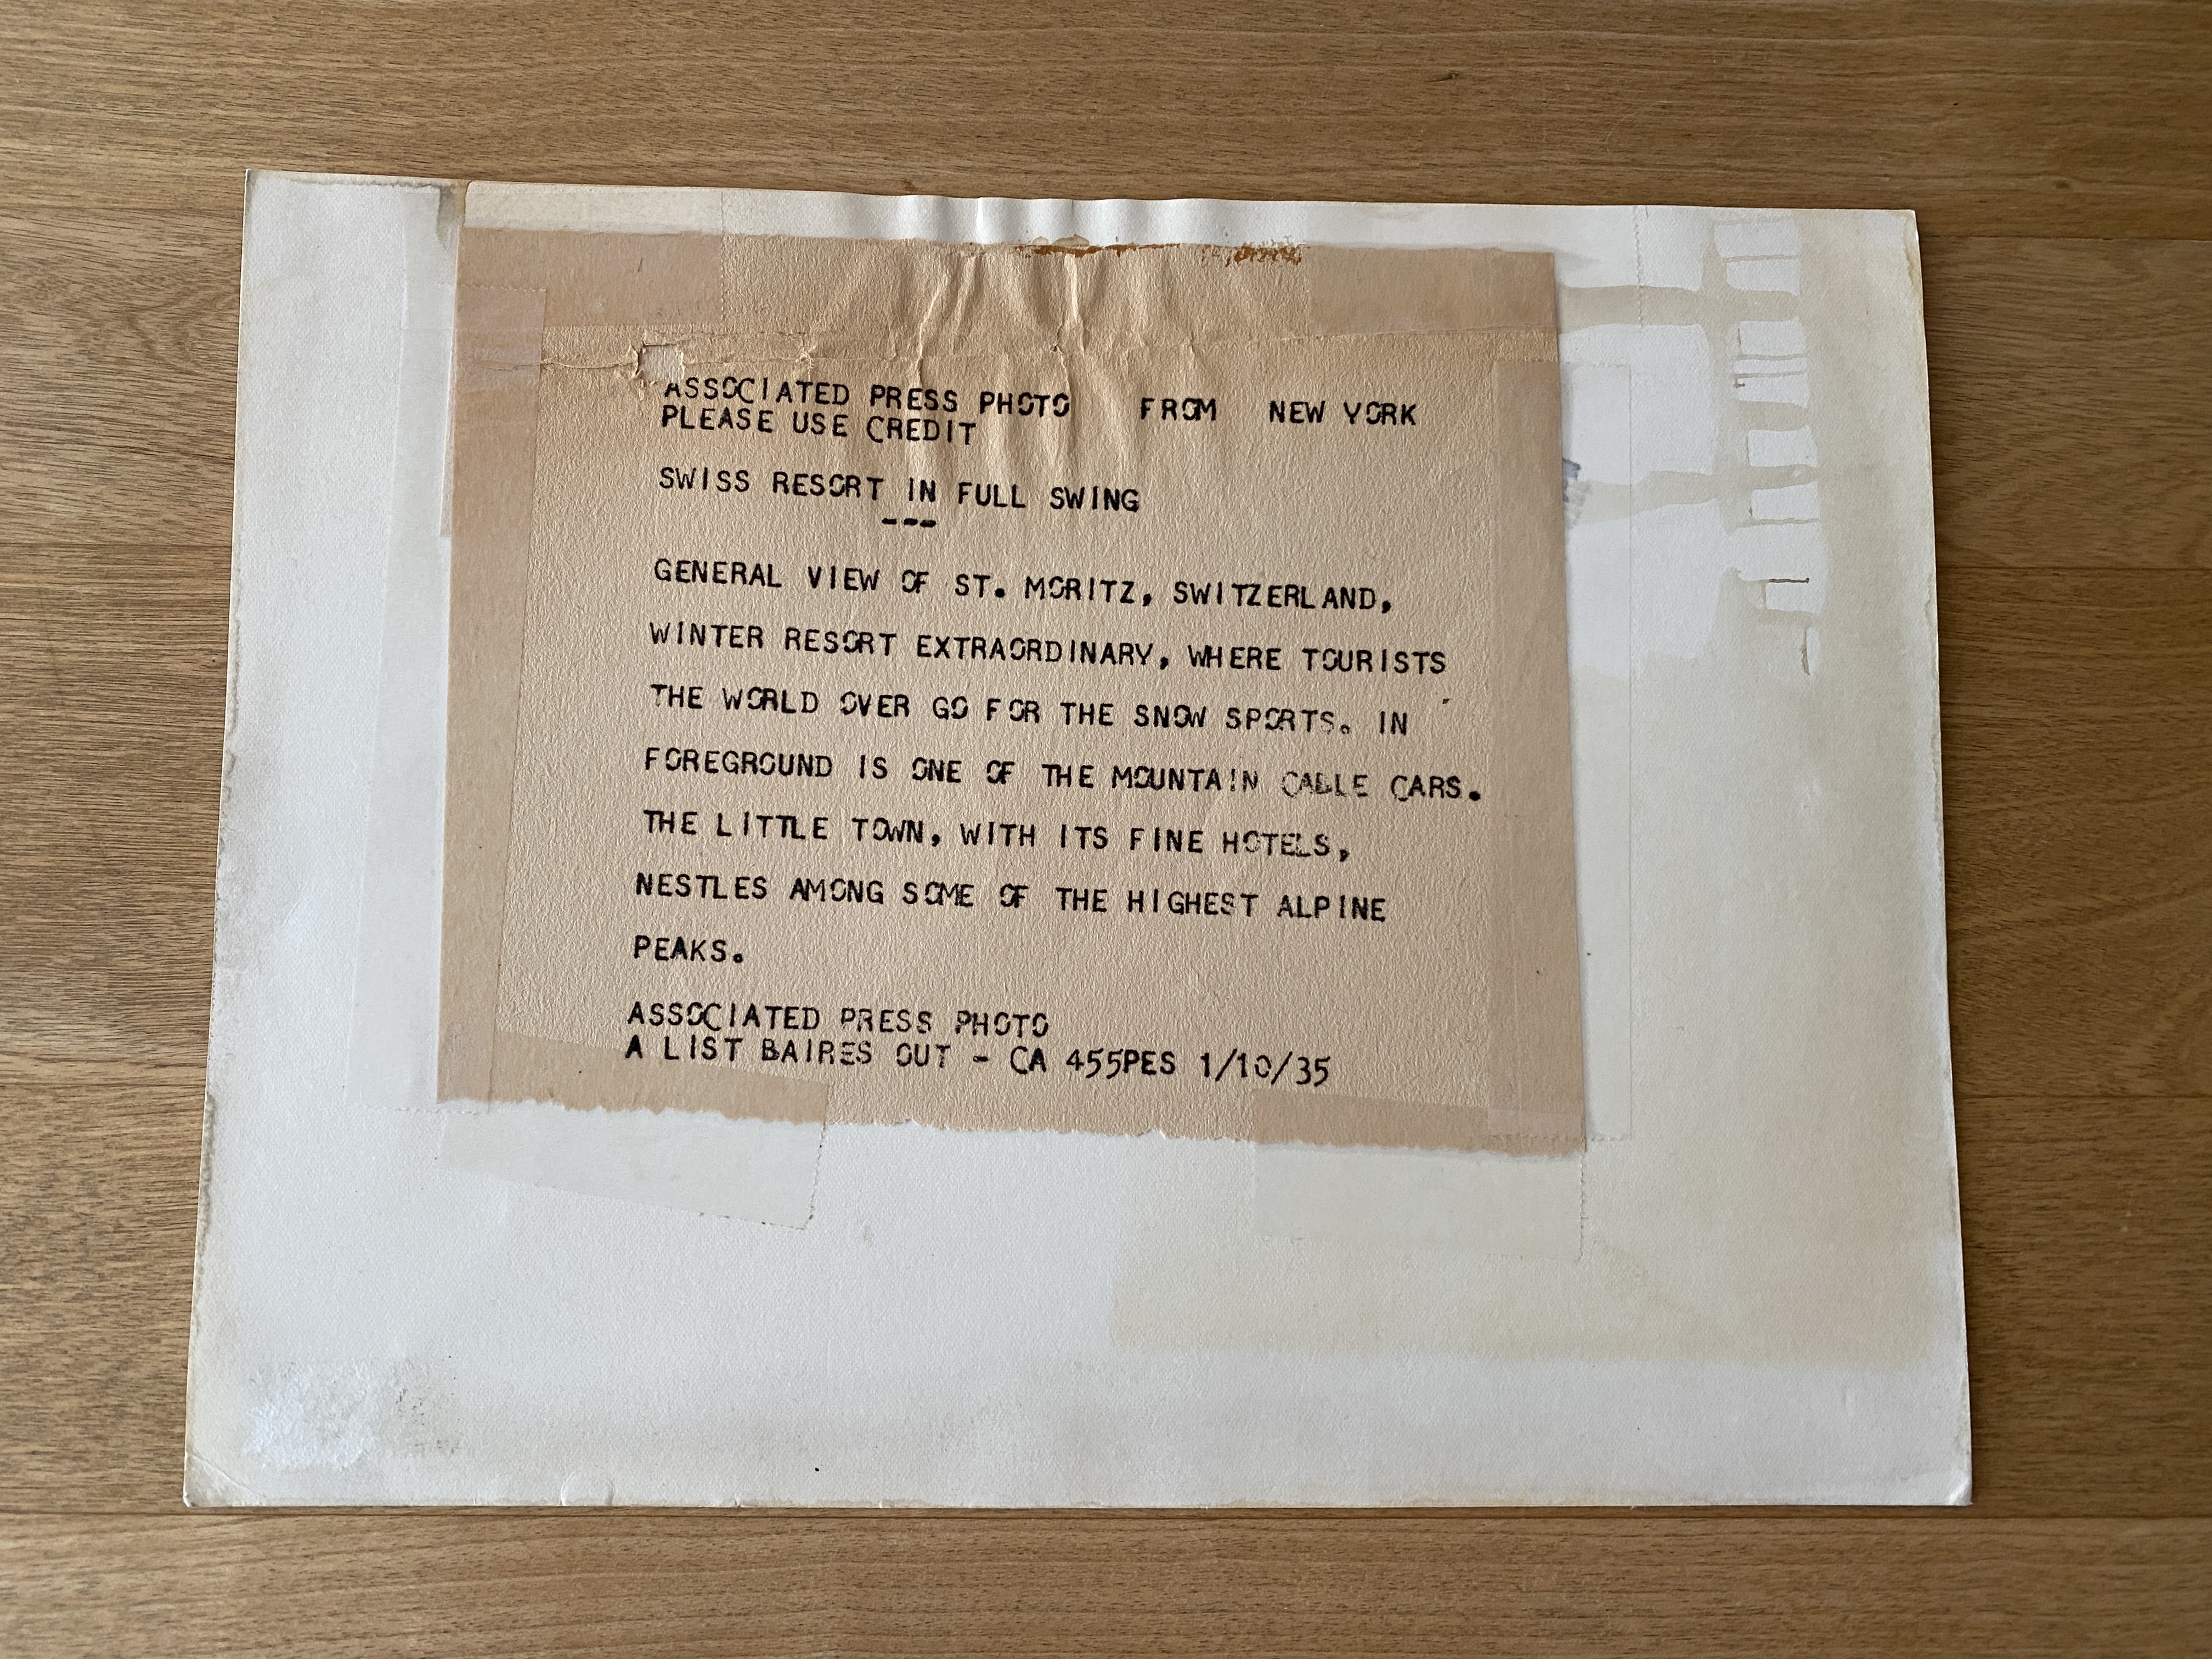 ASSOCIATED PRESS PHOTO FROM NEW YORK
PLEASE USE CREDIT
SWISS RESORT IN FULL SWING
---
GENERAL VIEW OF ST. MORITZ, SWITZERLAND,
WINTER RESORT EXTRAORDINARY, WHERE TOURISTS
THE WORLD OVER GO FOR THE SNOW SPORTS. IN
FOREGROUND IS ONE OF THE MOUNTAIN CABLE CARS.
THE LITTLE TOWN, WITH ITS FINE HOTELS,
NESTLES AMONG SOME OF THE HIGHEST ALPINE
PEAKS.
ASSOCIATED PRESS PHOTO
A LIST BAIRES OUT - CA 455PES 1/10/35